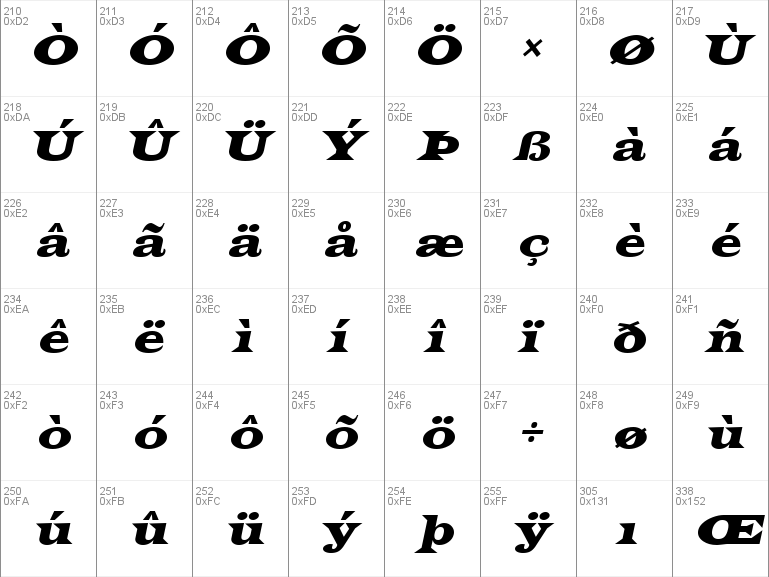 210 211 212 213 214 215 216 217
0xD2 0xD3 0xD4 0xD5 0xD6 0xD7 0xD8 0xD9
Ò Ó Ô Õ Ö × Ø Ù
218 219 220 221 222 223 224 225
0xDA 0xDB 0xDC 0xDD 0xDE 0xDF 0xE0 0xE1
Ú Û Ü Ý Þ ß à á
226 227 228 229 230 231 232 233
0xE2 0xE3 0xE4 0xE5 0xE6 0xE7 0xE8 0xE9
â ã ä å æ ç è é
234 235 236 237 238 239 240 241
0xEA 0xEB 0xEC 0xED 0xEE 0xEF 0xF0 0xF1
ê ë ì í î ï ð ñ
242 243 244 245 246 247 248 249
0xF2 0xF3 0xF4 0xF5 0xF6 0xF7 0xF8 0xF9
ò ó ô õ ö ÷ ø ù
250 251 252 253 254 255 305 338
0xFA 0xFB 0xFC 0xFD 0xFE 0xFF 0x131 0x152
ú û ü ý þ ÿ ı Œ